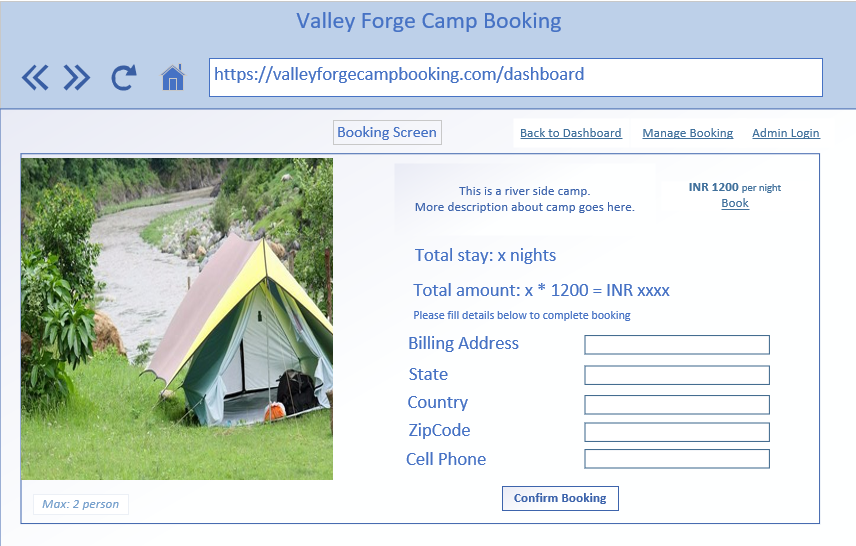 Valley Forge Camp Booking
https://valleyforgecampbooking.com/dashboard
Booking Screen
Back to Dashboard Manage Booking Admin Login
This is a river side camp.
More description about camp goes here.
INR 1200 per night
Book
Total stay: x nights
Total amount: x * 1200 = INR xxxx
Please fill details below to complete booking
Billing Address
State
Country
ZipCode
Cell Phone
Confirm Booking
Max: 2 person